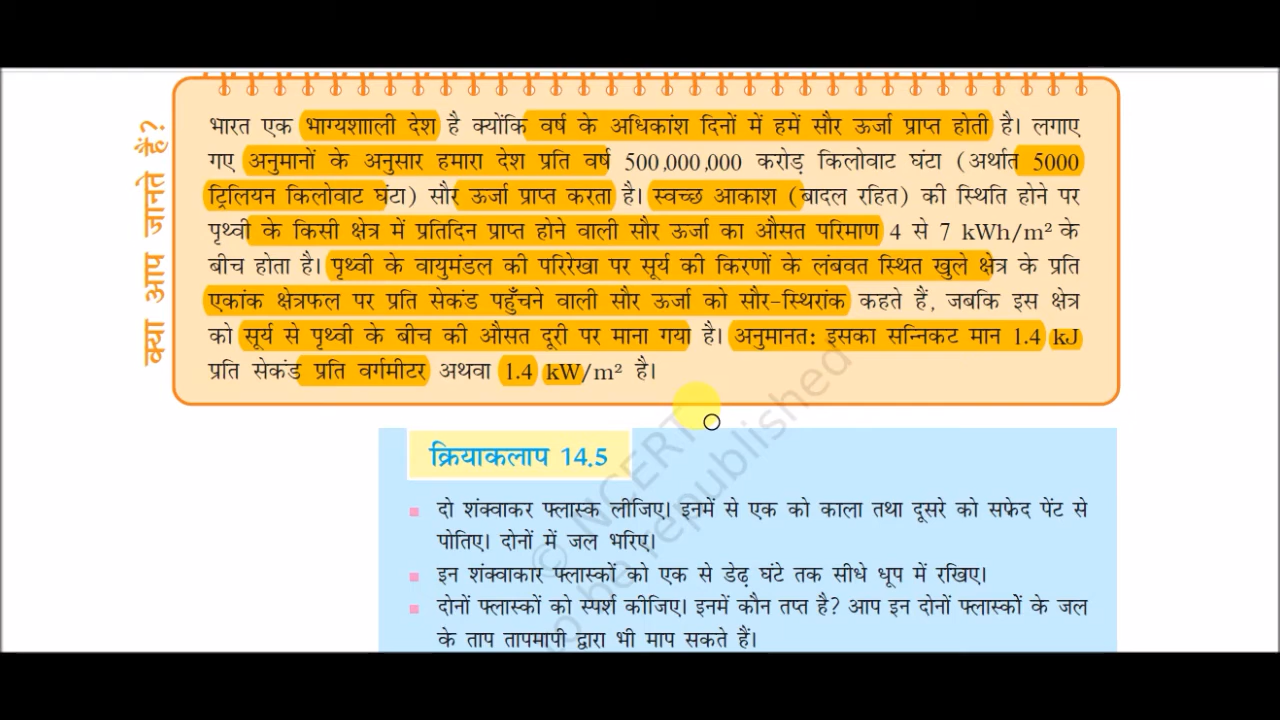 क्या आप जानते हैं?
भारत एक भाग्यशााली देश है क्योंकि वर्ष के अधिकांश दिनों में हमें सौर ऊर्जा प्राप्त होती है। लगाए
गए अनुमानों के अनुसार हमारा देश प्रति वर्ष 500,000,000 करोड़ किलोवाट घंटा (अर्थात 5000
ट्रिलियन किलोवाट घंटा) सौर ऊर्जा प्राप्त करता है। स्वच्छ आकाश (बादल रहित) की स्थिति होने पर
पृथ्वी के किसी क्षेत्र में प्रतिदिन प्राप्त होने वाली सौर ऊर्जा का औसत परिमाण 4 से 7 kWh/m² के
बीच होता है। पृथ्वी के वायुमंडल की परिरेखा पर सूर्य की किरणों के लंबवत स्थित खुले क्षेत्र के प्रति
एकांक क्षेत्रफल पर प्रति सेकंड पहुँचने वाली सौर ऊर्जा को सौर-स्थिरांक कहते हैं, जबकि इस क्षेत्र
को सूर्य से पृथ्वी के बीच की औसत दूरी पर माना गया है। अनुमानत: इसका सन्निकट मान 1.4 kJ
प्रति सेकंड प्रति वर्गमीटर अथवा 1.4 kW/m² है।
क्रियाकलाप 14.5
दो शंक्वाकर फ्लास्क लीजिए। इनमें से एक को काला तथा दूसरे को सफेद पेंट से
पोतिए। दोनों में जल भरिए।
इन शंक्वाकार फ्लास्कों को एक से डेढ़ घंटे तक सीधे धूप में रखिए।
दोनों फ्लास्कों को स्पर्श कीजिए। इनमें कौन तप्त है? आप इन दोनों फ्लास्कों के जल
के ताप तापमापी द्वारा भी माप सकते हैं।
© NCERT
o be republished